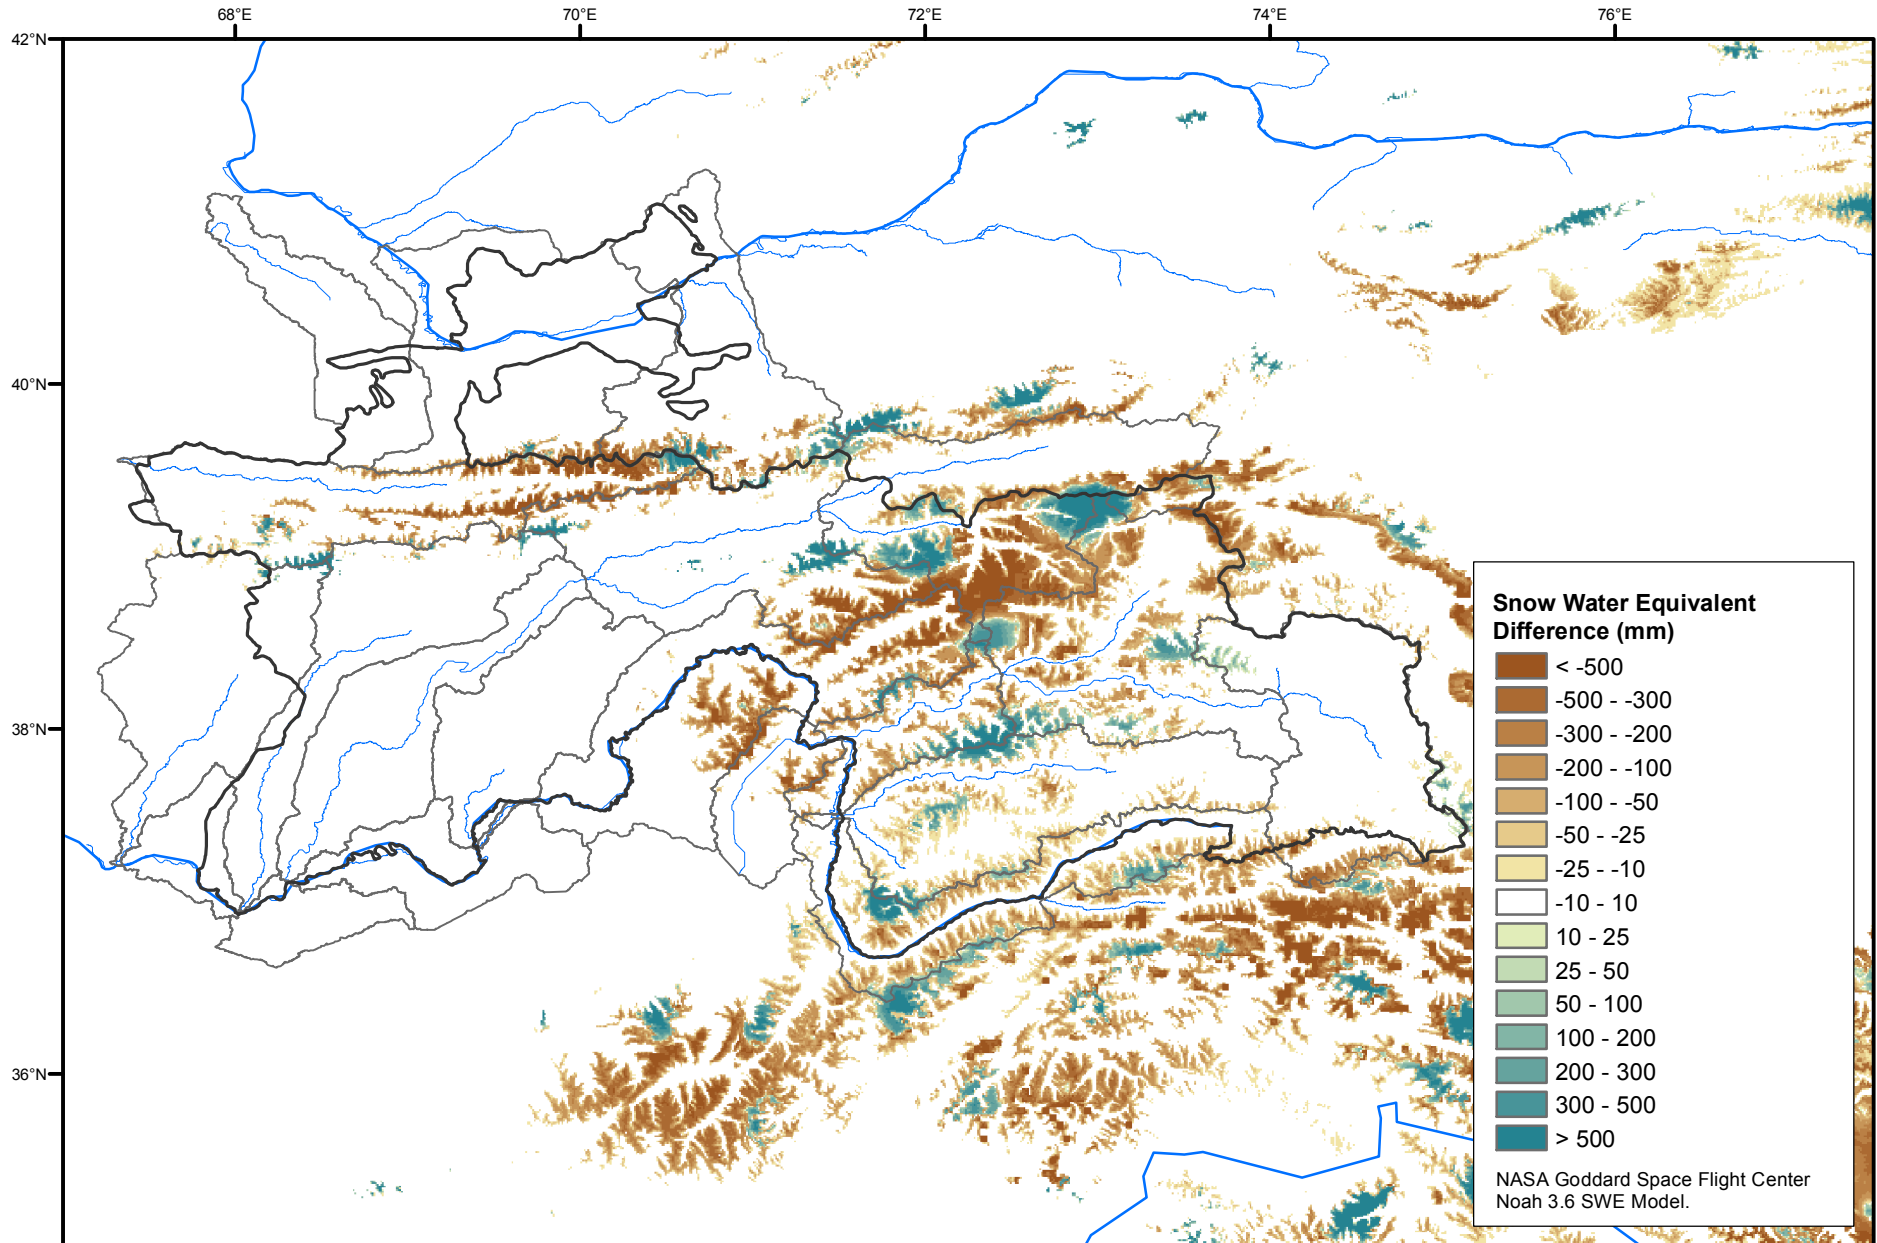 68°E
70°E
72°E
74°E
76°E
42°N
40°N
38°N
36°N
Snow Water Equivalent
Difference (mm)
< -500
-500 - -300
-300 - -200
-200 - -100
-100 - -50
-50 - -25
-25 - -10
-10 - 10
10 - 25
25 - 50
50 - 100
100 - 200
200 - 300
300 - 500
> 500
NASA Goddard Space Flight Center
Noah 3.6 SWE Model.